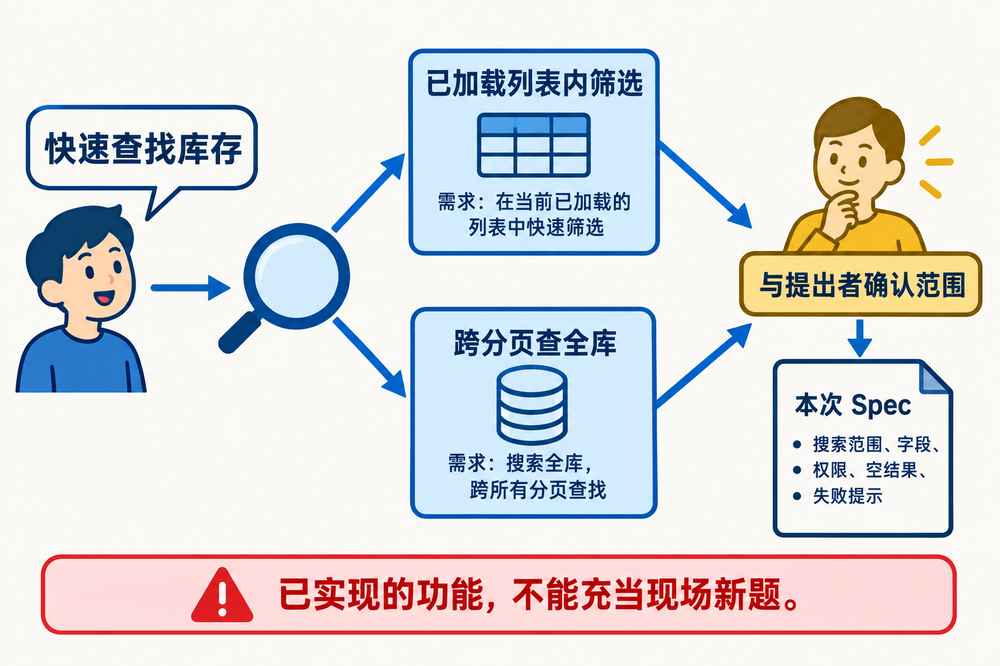 快速查找库存
已加载列表内筛选
需求：在当前已加载的
列表中快速筛选
跨分页查全库
需求：搜索全库，
跨所有分页查找
与提出者确认范围
本次 Spec
• 搜索范围、字段、
• 权限、空结果、
• 失败提示
已实现的功能，不能充当现场新题。